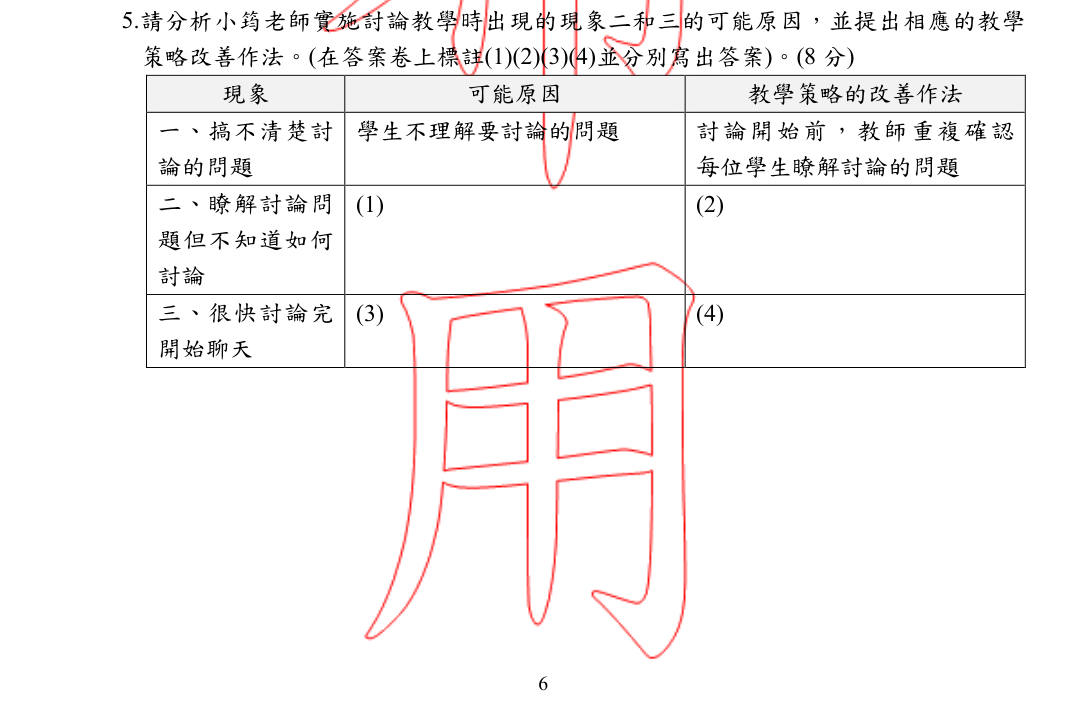 5.請分析小筠老師實施討論教學時出現的現象二和三的可能原因，並提出相應的教學
策略改善作法。(在答案卷上標註(1)(2)(3)(4)並分別寫出答案)。(8 分)
現象 可能原因 教學策略的改善作法
一、搞不清楚討 學生不理解要討論的問題 討論開始前，教師重複確認
論的問題 每位學生瞭解討論的問題
二、瞭解討論問 (1) (2)
題但不知道如何
討論
三、很快討論完 (3) (4)
開始聊天
用
6